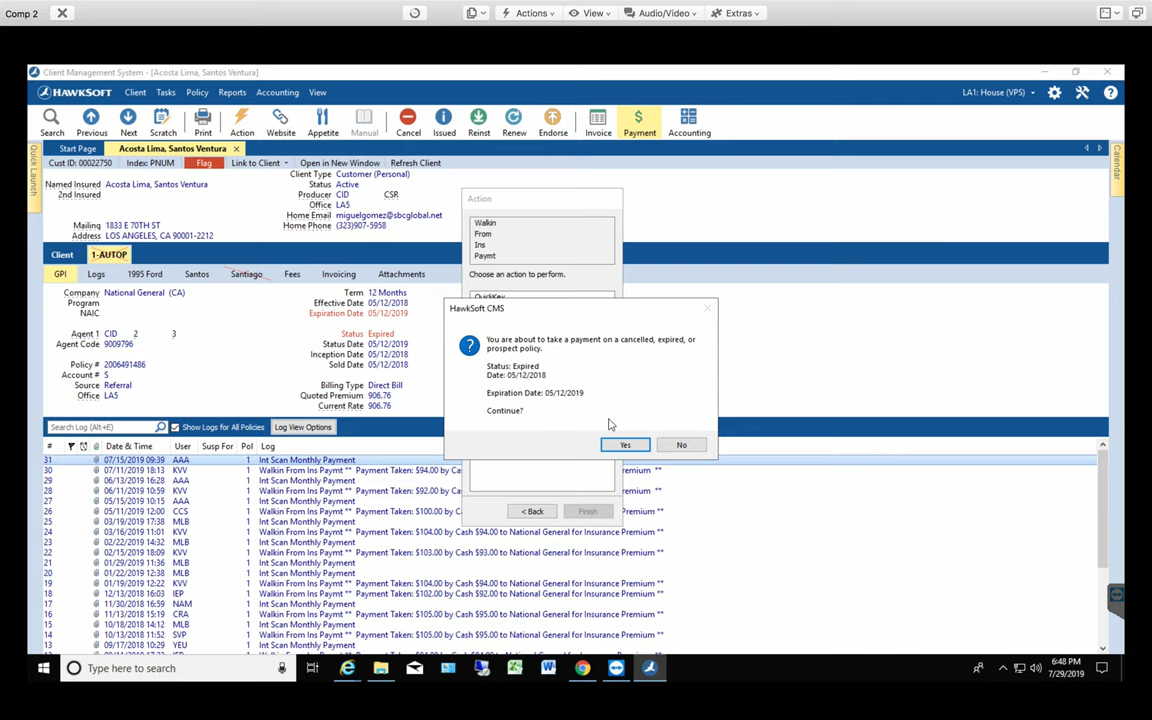 Comp 2
Actions View Audio/Video Extras
Client Management System - [Acosta Lima, Santos Ventura]
HAWKSOFT Client Tasks Policy Reports Accounting View LA1: House (VPS)
Search Previous Next Scratch Print Action Website Appetite Manual Cancel Issued Reinst Renew Endorse Invoice Payment Accounting
Quick Launch
Calendar
Start Page Acosta Lima, Santos Ventura
Cust ID: 00022750 Index: PNUM Flag Link to Client Open in New Window Refresh Client
Client Type Customer (Personal)
Named Insured Acosta Lima, Santos Ventura Status Active
2nd Insured Producer CID CSR
Office LA5
Home Email miguelgomez@sbcglobal.net
Mailing 1833 E 70TH ST Home Phone (323)907-5958
Address LOS ANGELES, CA 90001-2212
Client 1-AUTOP
GPI Logs 1995 Ford Santos Santiago Fees Invoicing Attachments
Company National General (CA) Term 12 Months
Program Effective Date 05/12/2018
NAIC Expiration Date 05/12/2019
Agent 1 CID 2 3 Status Expired
Agent Code 9009796 Status Date 05/12/2019
Inception Date 05/12/2018
Policy # 2006491486 Sold Date 05/12/2018
Account # S
Source Referral Billing Type Direct Bill
Office LA5 Quoted Premium 906.76
Current Rate 906.76
Action
Walkin
From
Ins
Paymt
Choose an action to perform.
QuickKey
HawkSoft CMS
You are about to take a payment on a cancelled, expired, or
prospect policy.
Status: Expired
Date: 05/12/2018
Expiration Date: 05/12/2019
Continue?
Yes No
< Back Finish
Search Log (Alt+E) Show Logs for All Policies Log View Options
# Date & Time User Susp For Pol Log
31 07/15/2019 09:39 AAA 1 Int Scan Monthly Payment
30 07/11/2019 18:13 KVV 1 Walkin From Ins Paymt ** Payment Taken: $94.00 by Cas Premium **
29 06/13/2019 16:28 AAA 1 Int Scan Monthly Payment
28 06/11/2019 10:59 KVV 1 Walkin From Ins Paymt ** Payment Taken: $92.00 by Cas Premium **
27 05/15/2019 10:15 AAA 1 Int Scan Monthly Payment
26 05/11/2019 12:00 CCS 1 Walkin From Ins Paymt ** Payment Taken: $100.00 by Ca Premium **
25 03/19/2019 17:38 MLB 1 Int Scan Monthly Payment
24 03/16/2019 11:01 KVV 1 Walkin From Ins Paymt ** Payment Taken: $104.00 by Cash $94.00 to National General for Insurance Premium **
23 02/22/2019 14:32 MLB 1 Int Scan Monthly Payment
22 02/15/2019 18:09 KVV 1 Walkin From Ins Paymt ** Payment Taken: $103.00 by Cash $93.00 to National General for Insurance Premium **
21 01/29/2019 11:36 MLB 1 Int Scan Monthly Payment
20 01/22/2019 12:38 MLB 1 Int Scan Monthly Payment
19 01/19/2019 12:22 KVV 1 Walkin From Ins Paymt ** Payment Taken: $104.00 by Cash $94.00 to National General for Insurance Premium **
18 12/13/2018 16:03 IEP 1 Walkin From Ins Paymt ** Payment Taken: $102.00 by Cash $92.00 to National General for Insurance Premium **
17 11/30/2018 16:59 NAM 1 Int Scan Monthly Payment
16 11/13/2018 15:19 CRA 1 Walkin From Ins Paymt ** Payment Taken: $105.00 by Cash $95.00 to National General for Insurance Premium **
15 10/18/2018 14:12 MLB 1 Int Scan Monthly Payment
14 10/13/2018 11:52 SVP 1 Walkin From Ins Paymt ** Payment Taken: $105.00 by Cash $95.00 to National General for Insurance Premium **
13 09/17/2018 10:29 YEU 1 Int Scan Monthly Payment
Type here to search
6:48 PM
7/29/2019